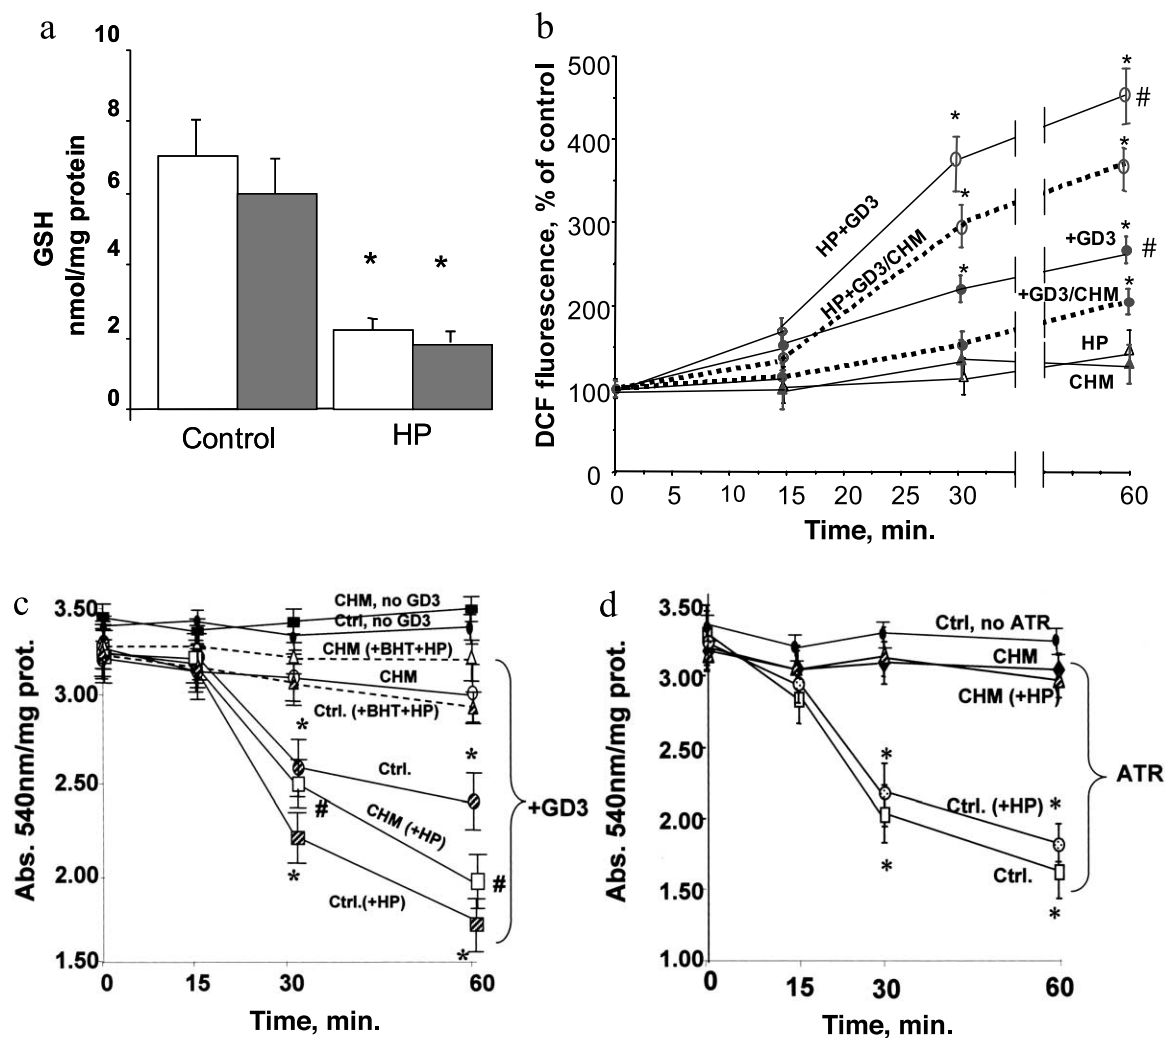 a
10
8
6
4
2
0
GSH
nmol/mg protein
*
*
Control
HP
b
500
400
300
200
100
0
DCF fluorescence, % of control
*
#
*
*
*
*
#
*
*
HP+GD3
HP+GD3/CHM
+GD3
+GD3/CHM
HP
CHM
0 5 10 15 20 25 30 60
Time, min.
c
3.50
3.00
2.50
2.00
1.50
Abs. 540nm/mg prot.
CHM, no GD3
Ctrl, no GD3
CHM (+BHT+HP)
CHM
Ctrl. (+BHT+HP)
*
*
Ctrl.
#
CHM (+HP)
+GD3
*
#
Ctrl.(+HP)
*
0 15 30 60
Time, min.
d
3.50
3.00
2.50
2.00
1.50
1.00
Abs. 540nm/mg prot.
Ctrl, no ATR
CHM
CHM (+HP)
*
ATR
Ctrl. (+HP) *
*
Ctrl.
*
0 15 30 60
Time, min.